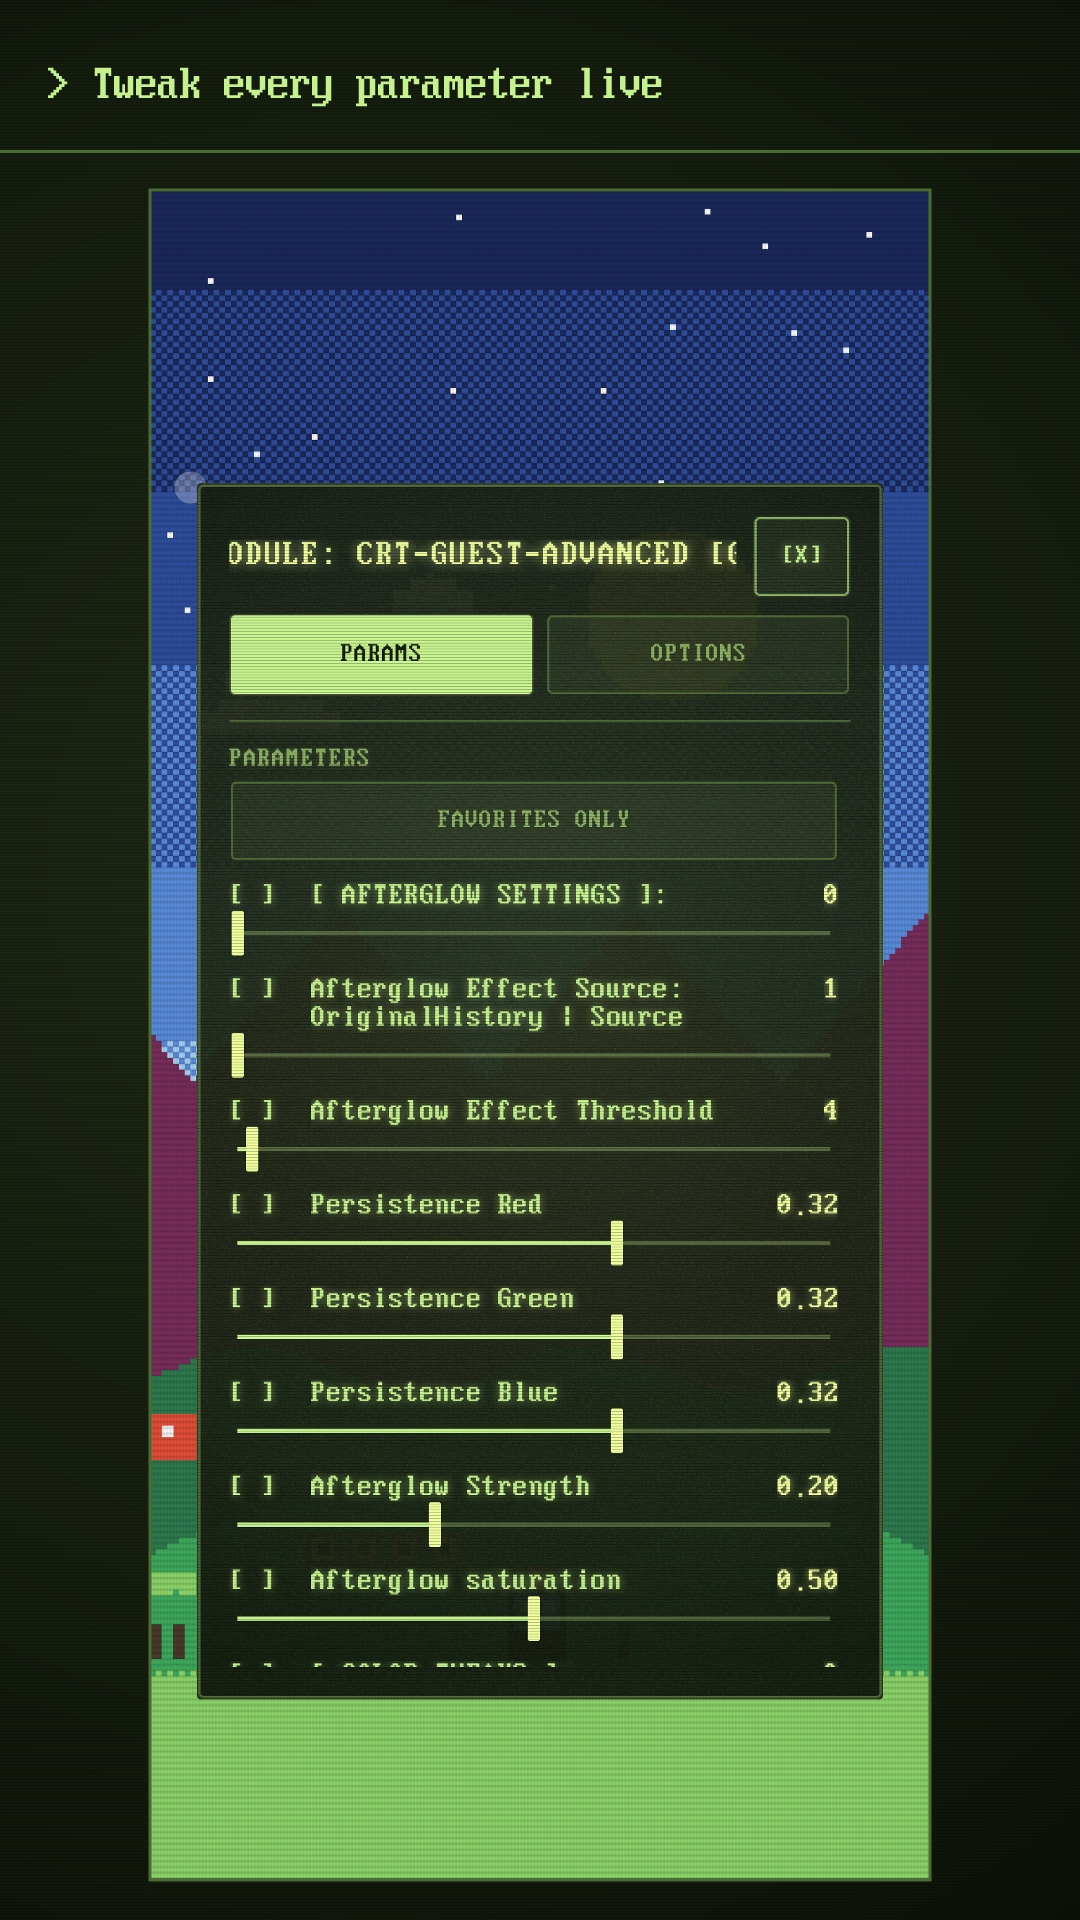 > Tweak every parameter live
ODULE: CRT-GUEST-ADVANCED [
[X]
PARAMS
OPTIONS
PARAMETERS
FAVORITES ONLY
[ ] [ AFTERGLOW SETTINGS ]: 0
[ ] Afterglow Effect Source: 1
OriginalHistory | Source
[ ] Afterglow Effect Threshold 4
[ ] Persistence Red 0.32
[ ] Persistence Green 0.32
[ ] Persistence Blue 0.32
[ ] Afterglow Strength 0.20
[ ] Afterglow saturation 0.50